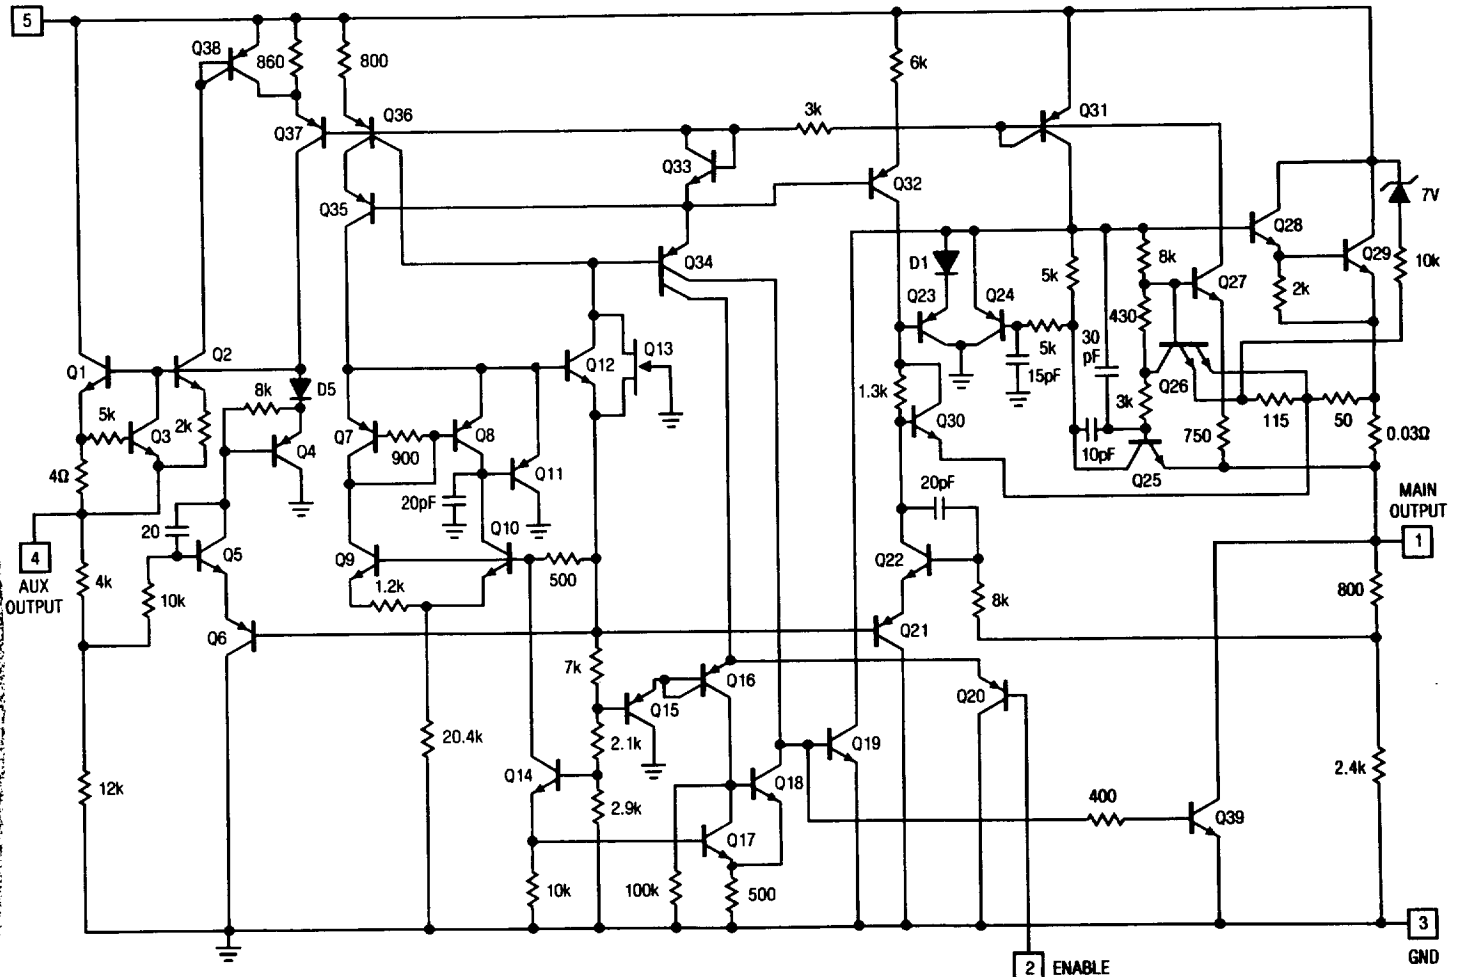 5
Q38
860
800
Q37
Q36
3k
6k
Q31
Q33
Q32
Q35
Q28
7V
Q34
D1
Q23
Q24
5k
8k
Q27
Q29
10k
2k
430
30
pF
5k
15pF
Q26
Q1
Q2
8k
D5
5k
2k
Q3
Q4
4Ω
Q12
Q13
Q7
900
Q8
Q11
1.3k
Q30
3k
10pF
Q25
750
115
50
0.03Ω
20pF
20pF
MAIN
OUTPUT
1
4
AUX
OUTPUT
20
Q5
4k
10k
Q6
Q9
1.2k
Q10
500
Q22
8k
Q21
800
7k
Q15
Q16
Q20
20.4k
2.1k
Q14
2.9k
Q18
Q19
12k
2.4k
400
Q39
Q17
10k
100k
500
3
GND
2 ENABLE